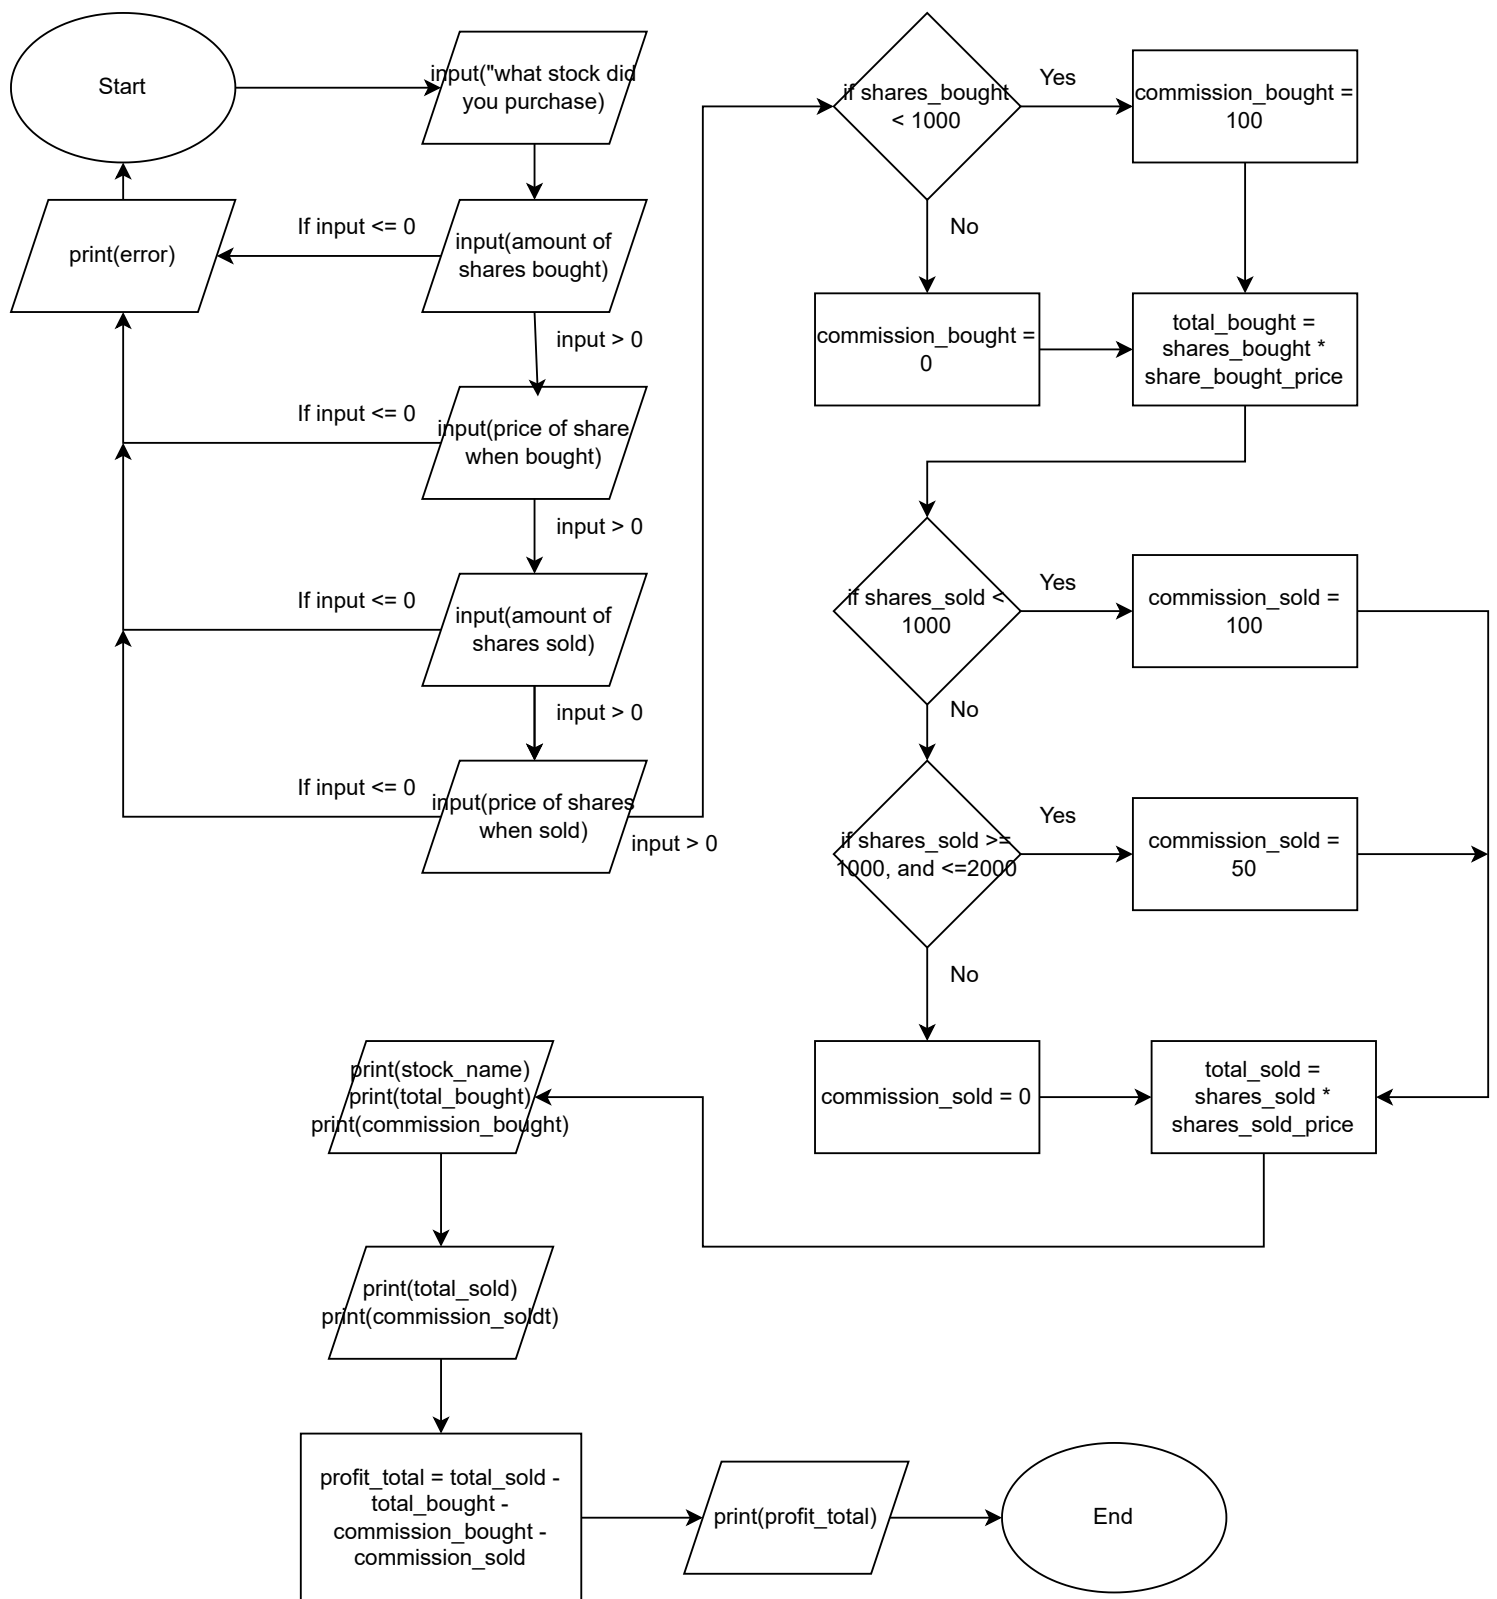 Start
input("what stock did
you purchase)
print(error)
If input <= 0
input(amount of
shares bought)
input > 0
If input <= 0
input(price of share
when bought)
input > 0
If input <= 0
input(amount of
shares sold)
input > 0
If input <= 0
input(price of shares
when sold)
input > 0
if shares_bought
< 1000
Yes
commission_bought =
100
No
commission_bought =
0
total_bought =
shares_bought *
share_bought_price
if shares_sold <
1000
Yes
commission_sold =
100
No
if shares_sold >=
1000, and <=2000
Yes
commission_sold =
50
No
commission_sold = 0
total_sold =
shares_sold *
shares_sold_price
print(stock_name)
print(total_bought)
print(commission_bought)
print(total_sold)
print(commission_soldt)
profit_total = total_sold -
total_bought -
commission_bought -
commission_sold
print(profit_total)
End